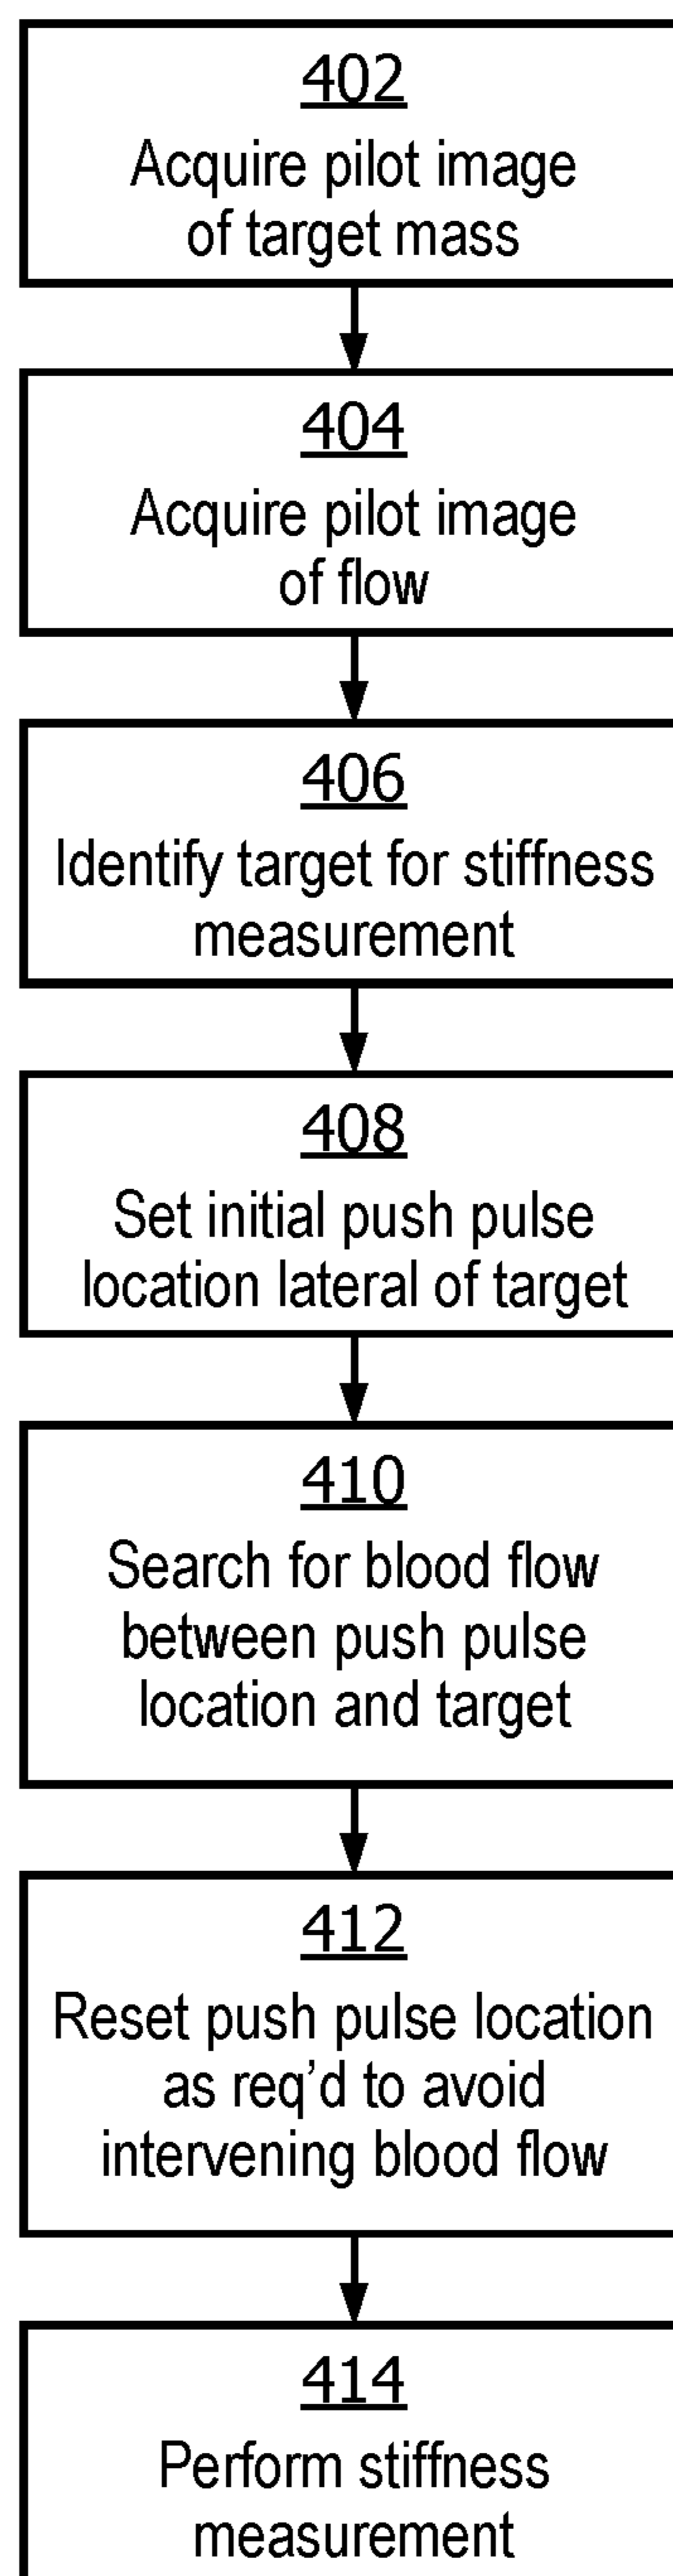 402
Acquire pilot image
of target mass
404
Acquire pilot image
of flow
406
Identify target for stiffness
measurement
408
Set initial push pulse
location lateral of target
410
Search for blood flow
between push pulse
location and target
412
Reset push pulse location
as req’d to avoid
intervening blood flow
414
Perform stiffness
measurement